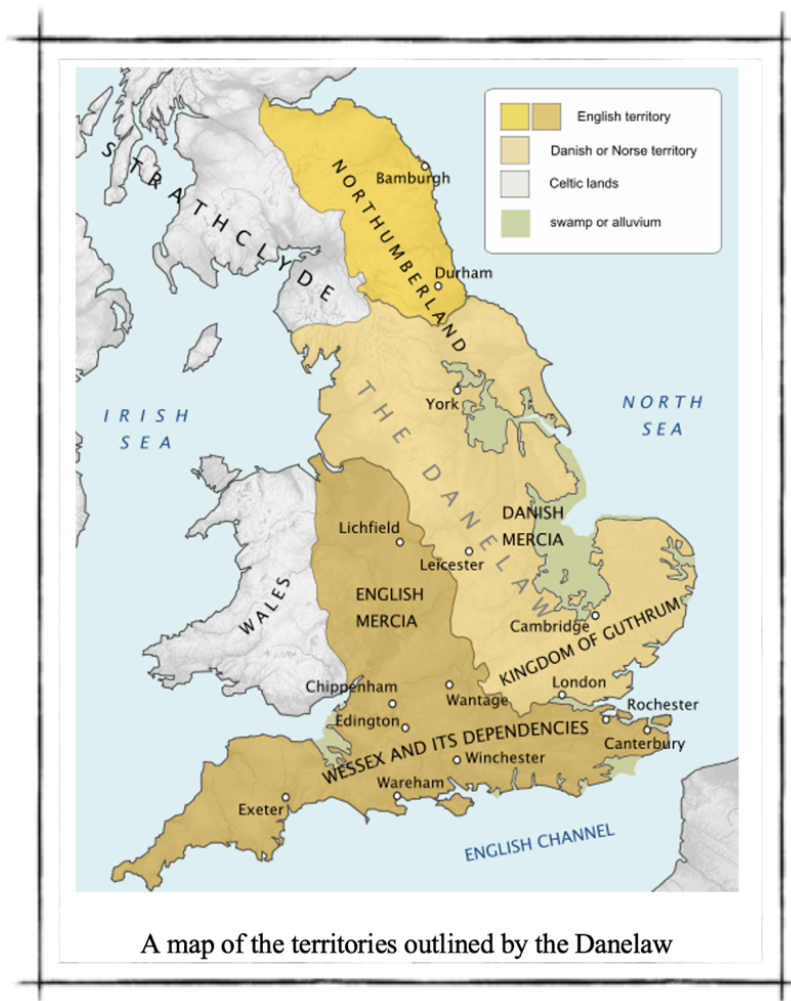 English territory
Danish or Norse territory
Celtic lands
swamp or alluvium
STRATHCLYDE
NORTHUMBERLAND
Bamburgh
Durham
THE DANELAW
York
IRISH
SEA
NORTH
SEA
DANISH
MERCIA
Lichfield
Leicester
ENGLISH
MERCIA
WALES
Cambridge
KINGDOM OF GUTHRUM
Chippenham
London
Wantage
Rochester
Edington
WESSEX AND ITS DEPENDENCIES
Canterbury
Winchester
Wareham
Exeter
ENGLISH CHANNEL
A map of the territories outlined by the Danelaw